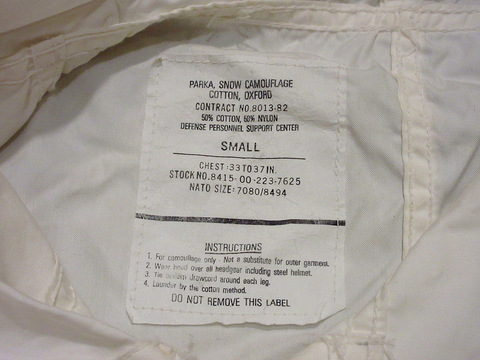 PARKA, SNOW CAMOUFLAGE
COTTON, OXFORD
CONTRACT NO.8013-82
50% COTTON, 50% NYLON
DEFENSE PERSONNEL SUPPORT CENTER
SMALL
CHEST:33TO37IN.
STOCK NO.8415-00-223-7625
NATO SIZE:7080/8494
INSTRUCTIONS
1. For camouflage only - Not a substitute for outer garment.
2. Wear hood over all headgear including steel helmet.
3. Tie bottom drawcord around each leg.
4. Launder by the cotton method.
DO NOT REMOVE THIS LABEL